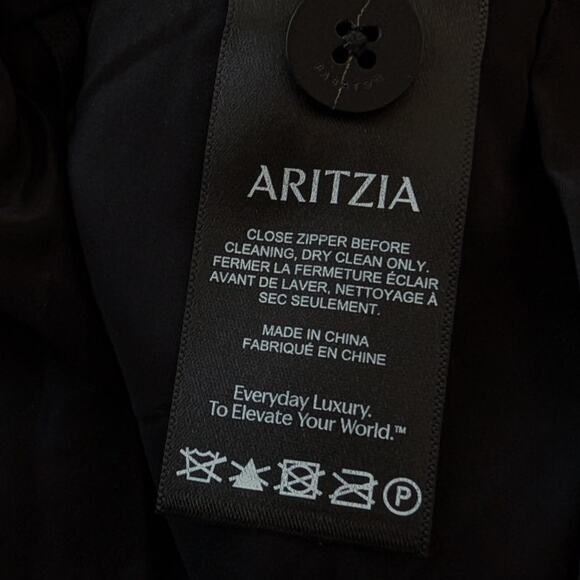 BABATON
ARITZIA
CLOSE ZIPPER BEFORE
CLEANING, DRY CLEAN ONLY.
FERMER LA FERMETURE ÉCLAIR
AVANT DE LAVER, NETTOYAGE À
SEC SEULEMENT.
MADE IN CHINA
FABRIQUÉ EN CHINE
Everyday Luxury.
To Elevate Your World.™
P